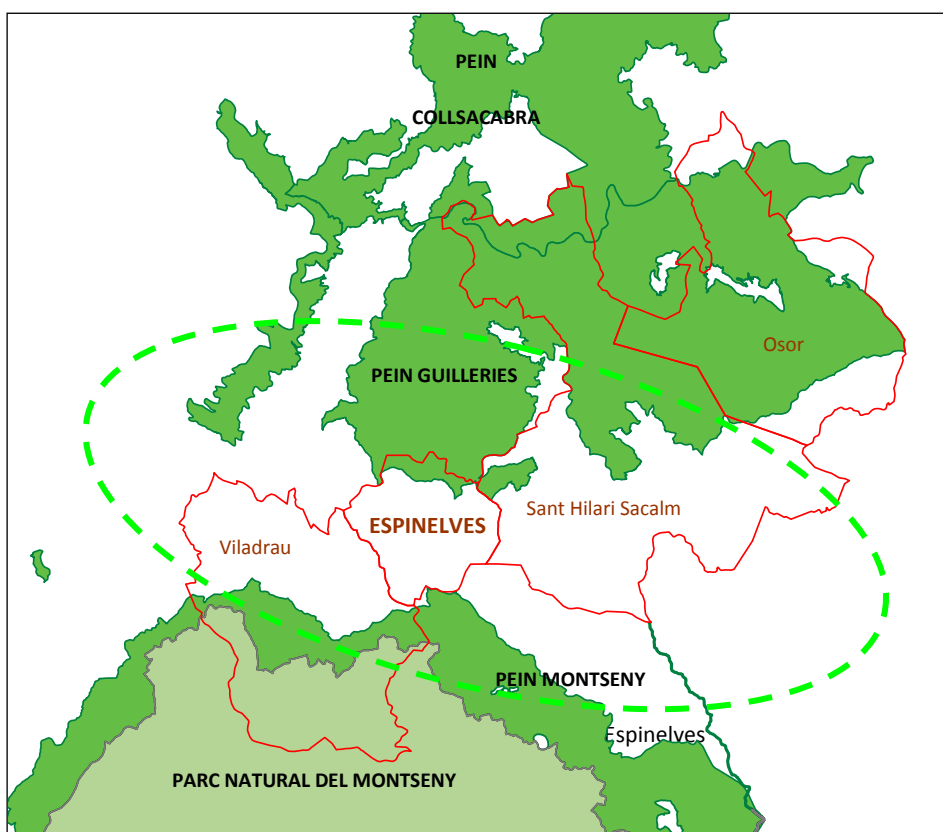 PEIN
COLLSACABRA
Osor
PEIN GUILLERIES
Sant Hilari Sacalm
ESPINELVES
Viladrau
PEIN MONTSENY
Espinelves
PARC NATURAL DEL MONTSENY